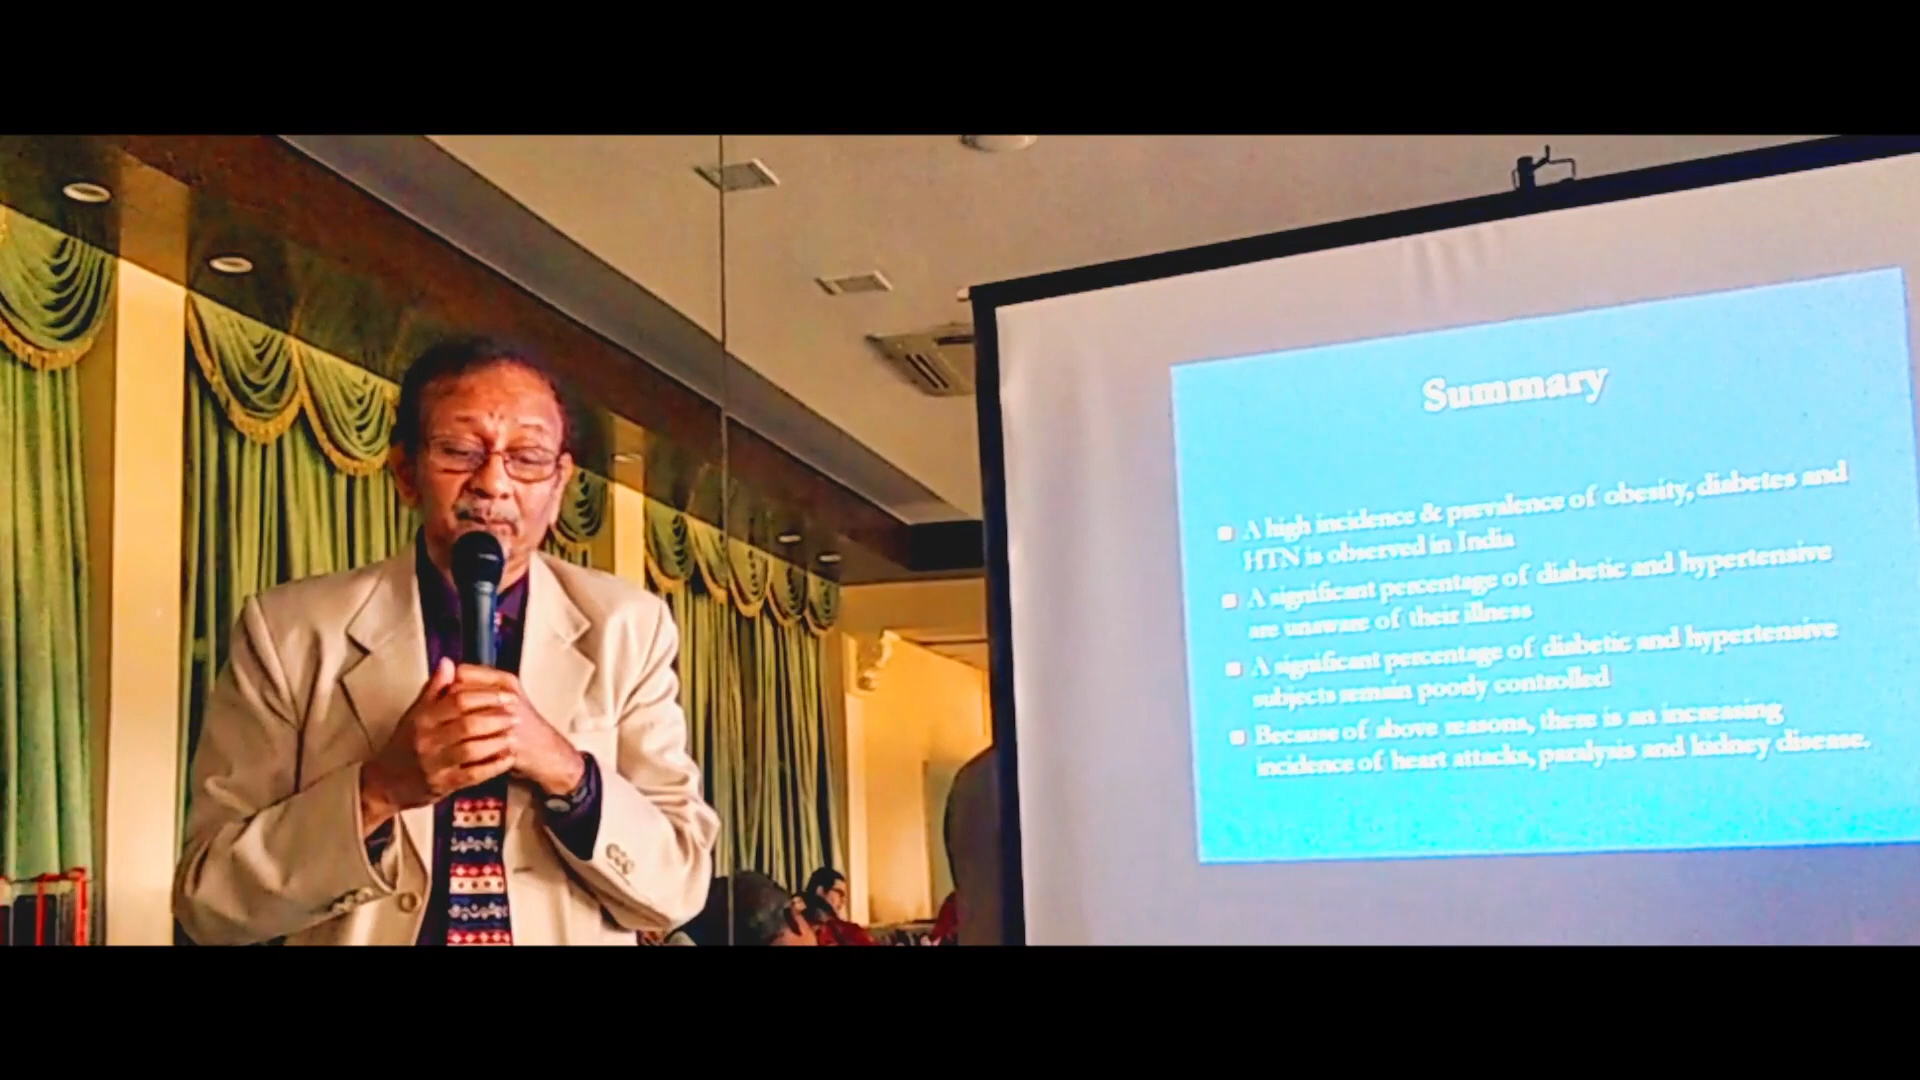 Summary
A high incidence & prevalence of obesity, diabetes and
HTN is observed in India
A significant percentage of diabetic and hypertensive
are unaware of their illness
A significant percentage of diabetic and hypertensive
subjects remain poorly controlled
Because of above reasons, there is an increasing
incidence of heart attacks, paralysis and kidney disease.